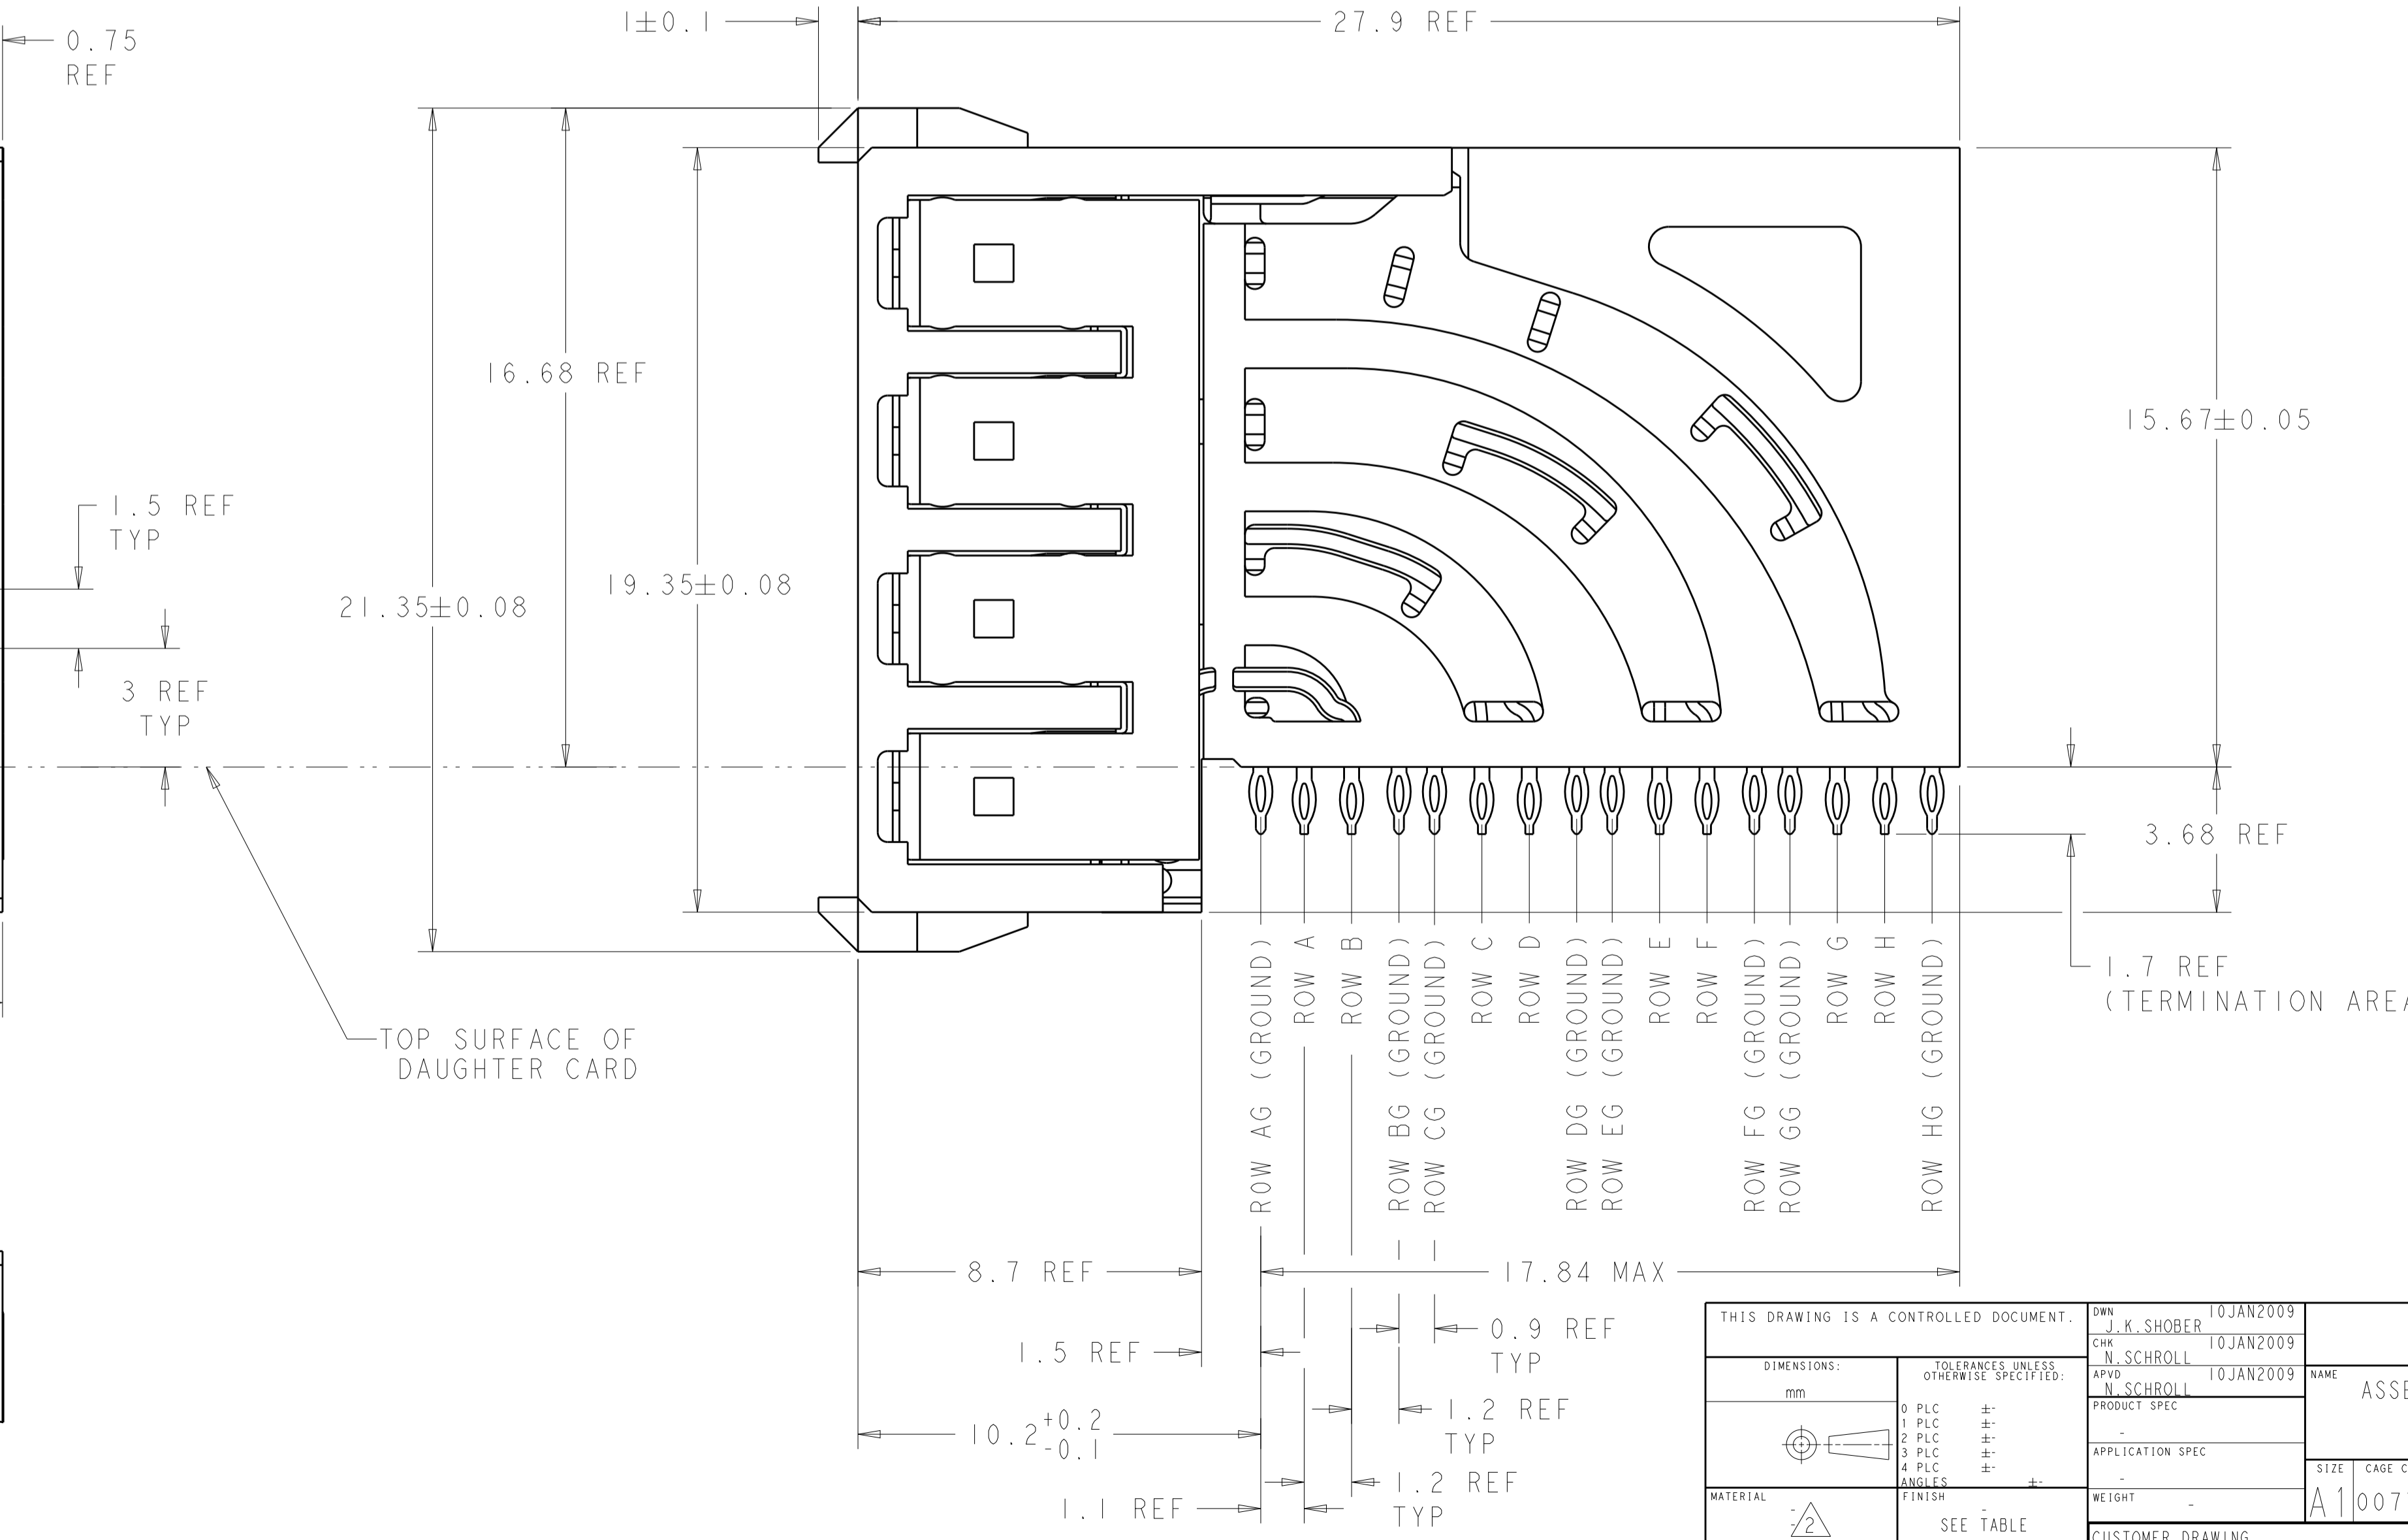 1±0.1
27.9 REF
0.75
REF
16.68 REF
15.67±0.05
1.5 REF
TYP
19.35±0.08
21.35±0.08
3 REF
TYP
3.68 REF
1.7 REF
TOP SURFACE OF
DAUGHTER CARD
ROW AG (GROUND)
ROW A
ROW B
ROW BG (GROUND)
ROW CG (GROUND)
ROW C
ROW D
ROW DG (GROUND)
ROW EG (GROUND)
ROW E
ROW F
ROW FG (GROUND)
ROW GG (GROUND)
ROW G
ROW H
ROW HG (GROUND)
(TERMINATION AREA
8.7 REF
17.84 MAX
0.9 REF
TYP
1.5 REF
1.2 REF
TYP
10.2 +0.2
-0.1
1.2 REF
TYP
1.1 REF
THIS DRAWING IS A CONTROLLED DOCUMENT.
DIMENSIONS:
mm
TOLERANCES UNLESS
OTHERWISE SPECIFIED:
0 PLC ±-
1 PLC ±-
2 PLC ±-
3 PLC ±-
4 PLC ±-
ANGLES ±-
MATERIAL
- 2
FINISH
-
SEE TABLE
DWN 10JAN2009
J.K.SHOBER
CHK 10JAN2009
N.SCHROLL
APVD 10JAN2009
N.SCHROLL
PRODUCT SPEC
-
APPLICATION SPEC
-
WEIGHT -
CUSTOMER DRAWING
NAME
SIZE
CAGE
A1